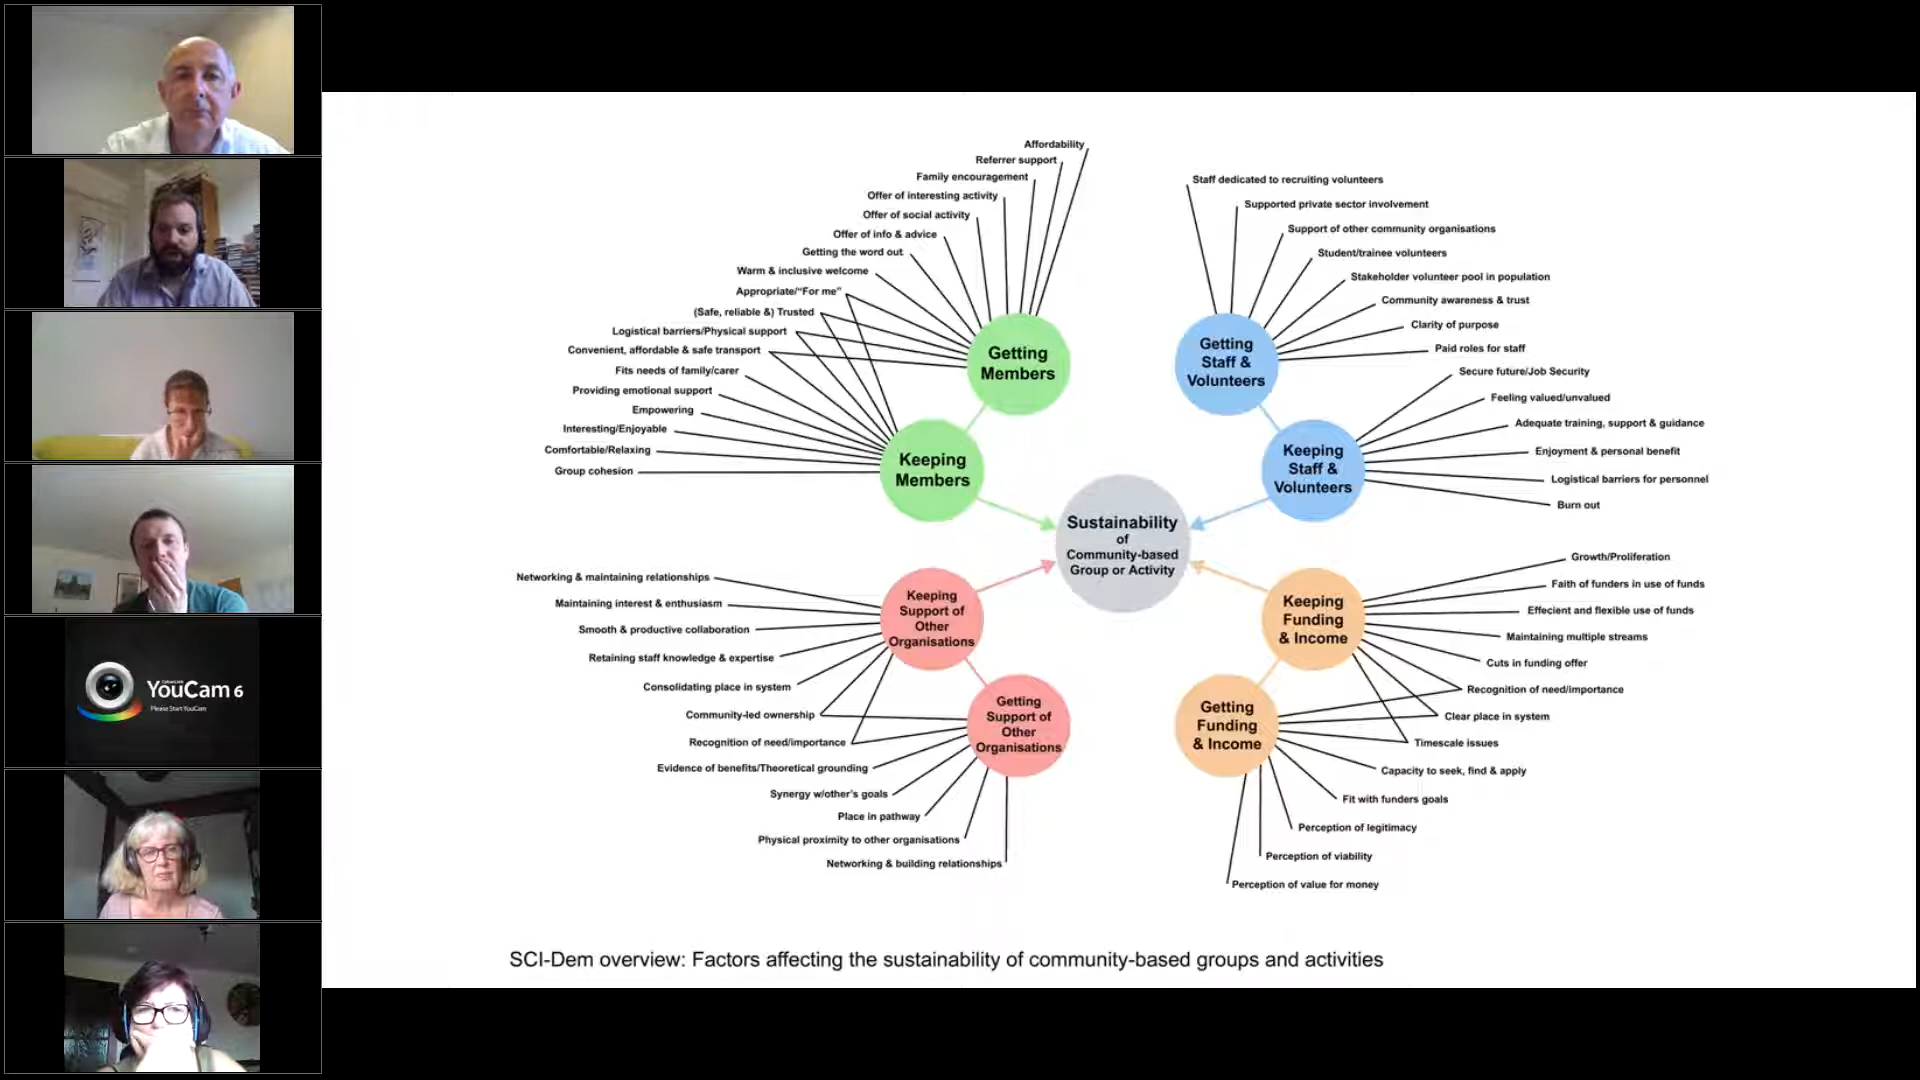 CyberLink
YouCam 6
Please Start YouCam
Affordability
Referrer support
Family encouragement
Offer of interesting activity
Offer of social activity
Offer of info & advice
Getting the word out
Warm & inclusive welcome
Appropriate/“For me”
(Safe, reliable &) Trusted
Logistical barriers/Physical support
Convenient, affordable & safe transport
Fits needs of family/carer
Providing emotional support
Empowering
Interesting/Enjoyable
Comfortable/Relaxing
Group cohesion
Getting
Members
Keeping
Members
Staff dedicated to recruiting volunteers
Supported private sector involvement
Support of other community organisations
Student/trainee volunteers
Stakeholder volunteer pool in population
Community awareness & trust
Clarity of purpose
Paid roles for staff
Secure future/Job Security
Feeling valued/unvalued
Adequate training, support & guidance
Enjoyment & personal benefit
Logistical barriers for personnel
Burn out
Getting
Staff &
Volunteers
Keeping
Staff &
Volunteers
Sustainability
of
Community-based
Group or Activity
Networking & maintaining relationships
Maintaining interest & enthusiasm
Smooth & productive collaboration
Retaining staff knowledge & expertise
Consolidating place in system
Community-led ownership
Recognition of need/importance
Evidence of benefits/Theoretical grounding
Synergy w/other’s goals
Place in pathway
Physical proximity to other organisations
Networking & building relationships
Keeping
Support of
Other
Organisations
Getting
Support of
Other
Organisations
Growth/Proliferation
Faith of funders in use of funds
Effecient and flexible use of funds
Maintaining multiple streams
Cuts in funding offer
Recognition of need/importance
Clear place in system
Timescale issues
Capacity to seek, find & apply
Fit with funders goals
Perception of legitimacy
Perception of viability
Perception of value for money
Keeping
Funding
& Income
Getting
Funding
& Income
SCI-Dem overview: Factors affecting the sustainability of community-based groups and activities